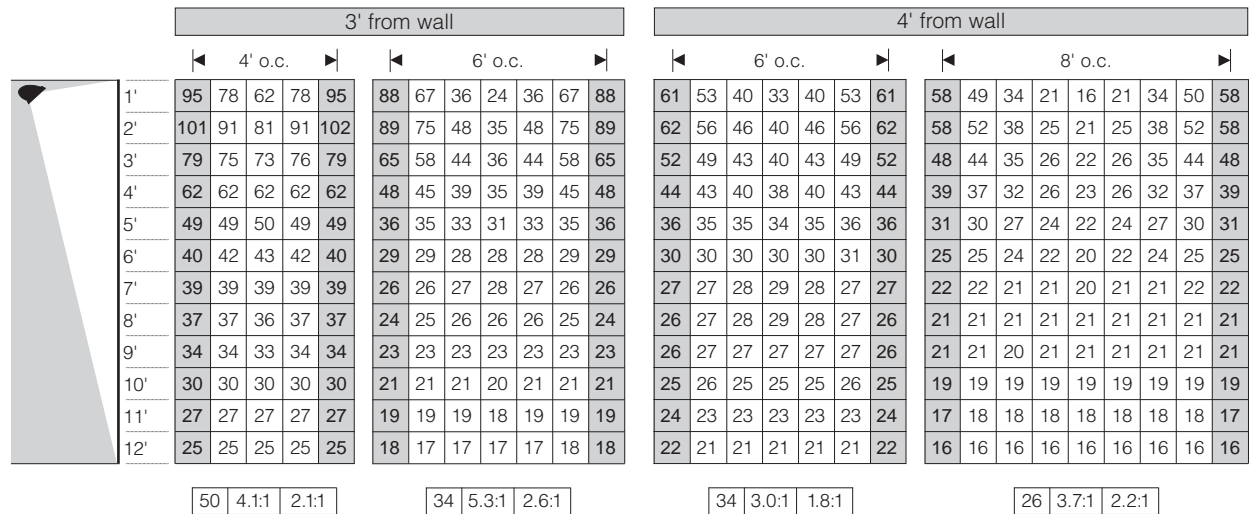 3' from wall 4' from wall
4' o.c. 6' o.c. 6' o.c. 8' o.c.
1' 95 78 62 78 95 88 67 36 24 36 67 88 61 53 40 33 40 53 61 58 49 34 21 16 21 34 50 58
2' 101 91 81 91 102 89 75 48 35 48 75 89 62 56 46 40 46 56 62 58 52 38 25 21 25 38 52 58
3' 79 75 73 76 79 65 58 44 36 44 58 65 52 49 43 40 43 49 52 48 44 35 26 22 26 35 44 48
4' 62 62 62 62 62 48 45 39 35 39 45 48 44 43 40 38 40 43 44 39 37 32 26 23 26 32 37 39
5' 49 49 50 49 49 36 35 33 31 33 35 36 36 35 35 34 35 36 36 31 30 27 24 22 24 27 30 31
6' 40 42 43 42 40 29 29 28 28 28 29 29 30 30 30 30 30 31 30 25 25 24 22 20 22 24 25 25
7' 39 39 39 39 39 26 26 27 28 27 26 26 27 27 28 29 28 27 27 22 22 21 21 20 21 21 22 22
8' 37 37 36 37 37 24 25 26 26 26 25 24 26 27 28 29 28 27 26 21 21 21 21 21 21 21 21 21
9' 34 34 33 34 34 23 23 23 23 23 23 23 26 27 27 27 27 27 26 21 21 20 21 21 21 21 21 21
10' 30 30 30 30 30 21 21 21 20 21 21 21 25 26 25 25 25 26 25 19 19 19 19 19 19 19 19 19
11' 27 27 27 27 27 19 19 19 18 19 19 19 24 23 23 23 23 23 24 17 18 18 18 18 18 18 18 17
12' 25 25 25 25 25 18 17 17 17 17 18 18 22 21 21 21 21 21 22 16 16 16 16 16 16 16 16 16
50 4.1:1 2.1:1 34 5.3:1 2.6:1 34 3.0:1 1.8:1 26 3.7:1 2.2:1